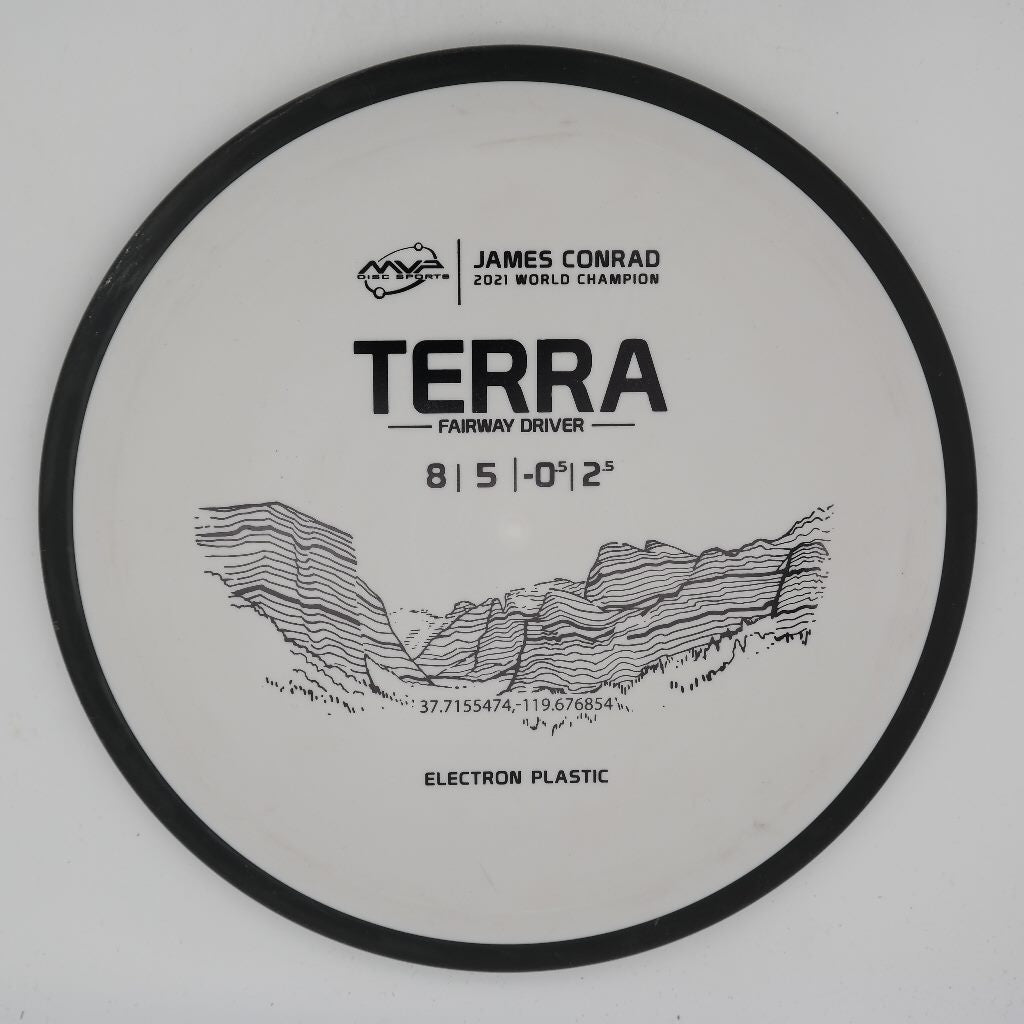 MVP
DISC SPORTS
JAMES CONRAD
2021 WORLD CHAMPION
TERRA
FAIRWAY DRIVER
8 | 5 | -0.5 | 2.5
37.7155474,-119.676854
ELECTRON PLASTIC